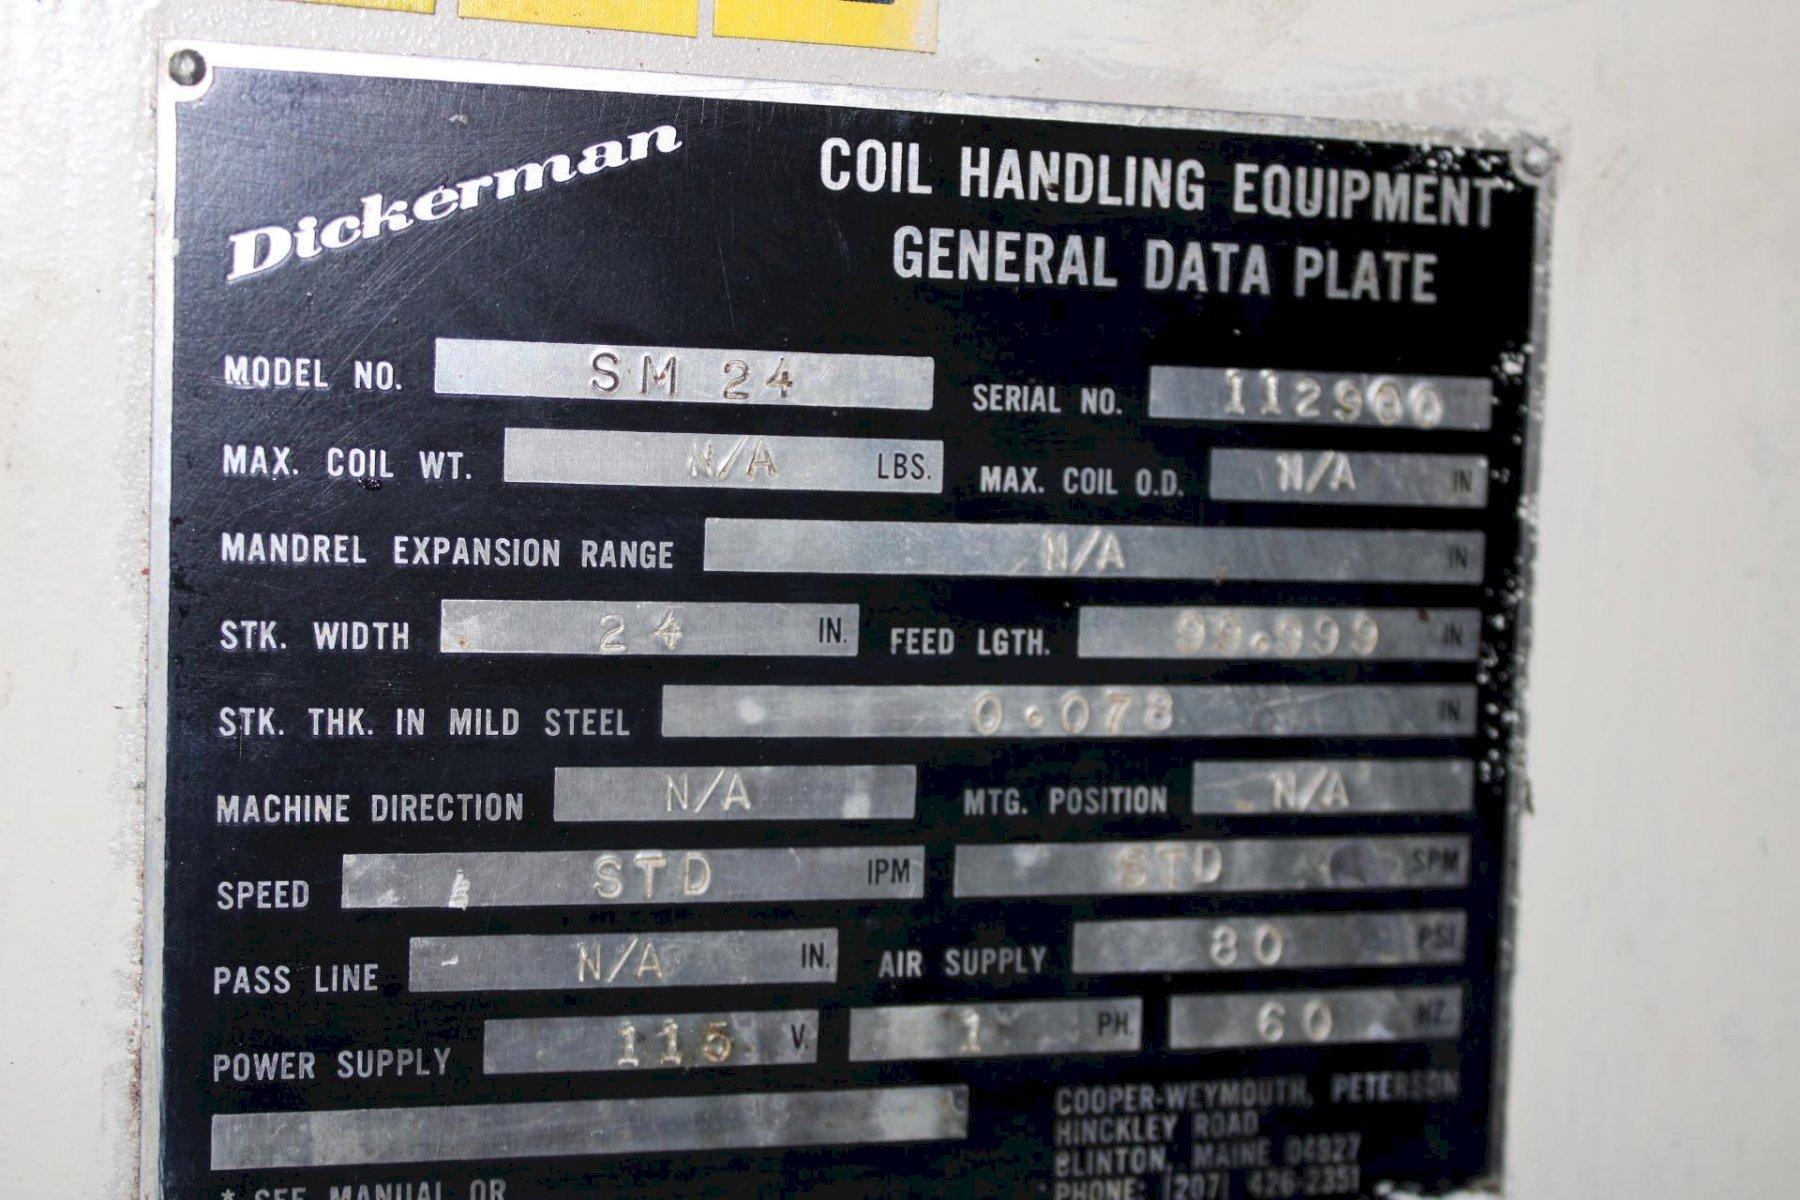 Dickerman
COIL HANDLING EQUIPMENT
GENERAL DATA PLATE
MODEL NO. SM 24 SERIAL NO.
MAX. COIL WT. N/A LBS. MAX. COIL O.D. N/A IN
MANDREL EXPANSION RANGE N/A IN
STK. WIDTH 24 IN. FEED LGTH. 99.999 IN
STK. THK. IN MILD STEEL 0.078 IN
MACHINE DIRECTION N/A MTG. POSITION N/A
SPEED STD IPM STD SPM
PASS LINE N/A IN. AIR SUPPLY 80 PSI
POWER SUPPLY 115 V. 1 PH. 60 HZ.
COOPER-WEYMOUTH, PETERSON
HINCKLEY ROAD
CLINTON, MAINE 04927
PHONE: (207) 426-2351
* SEE MANUAL OR